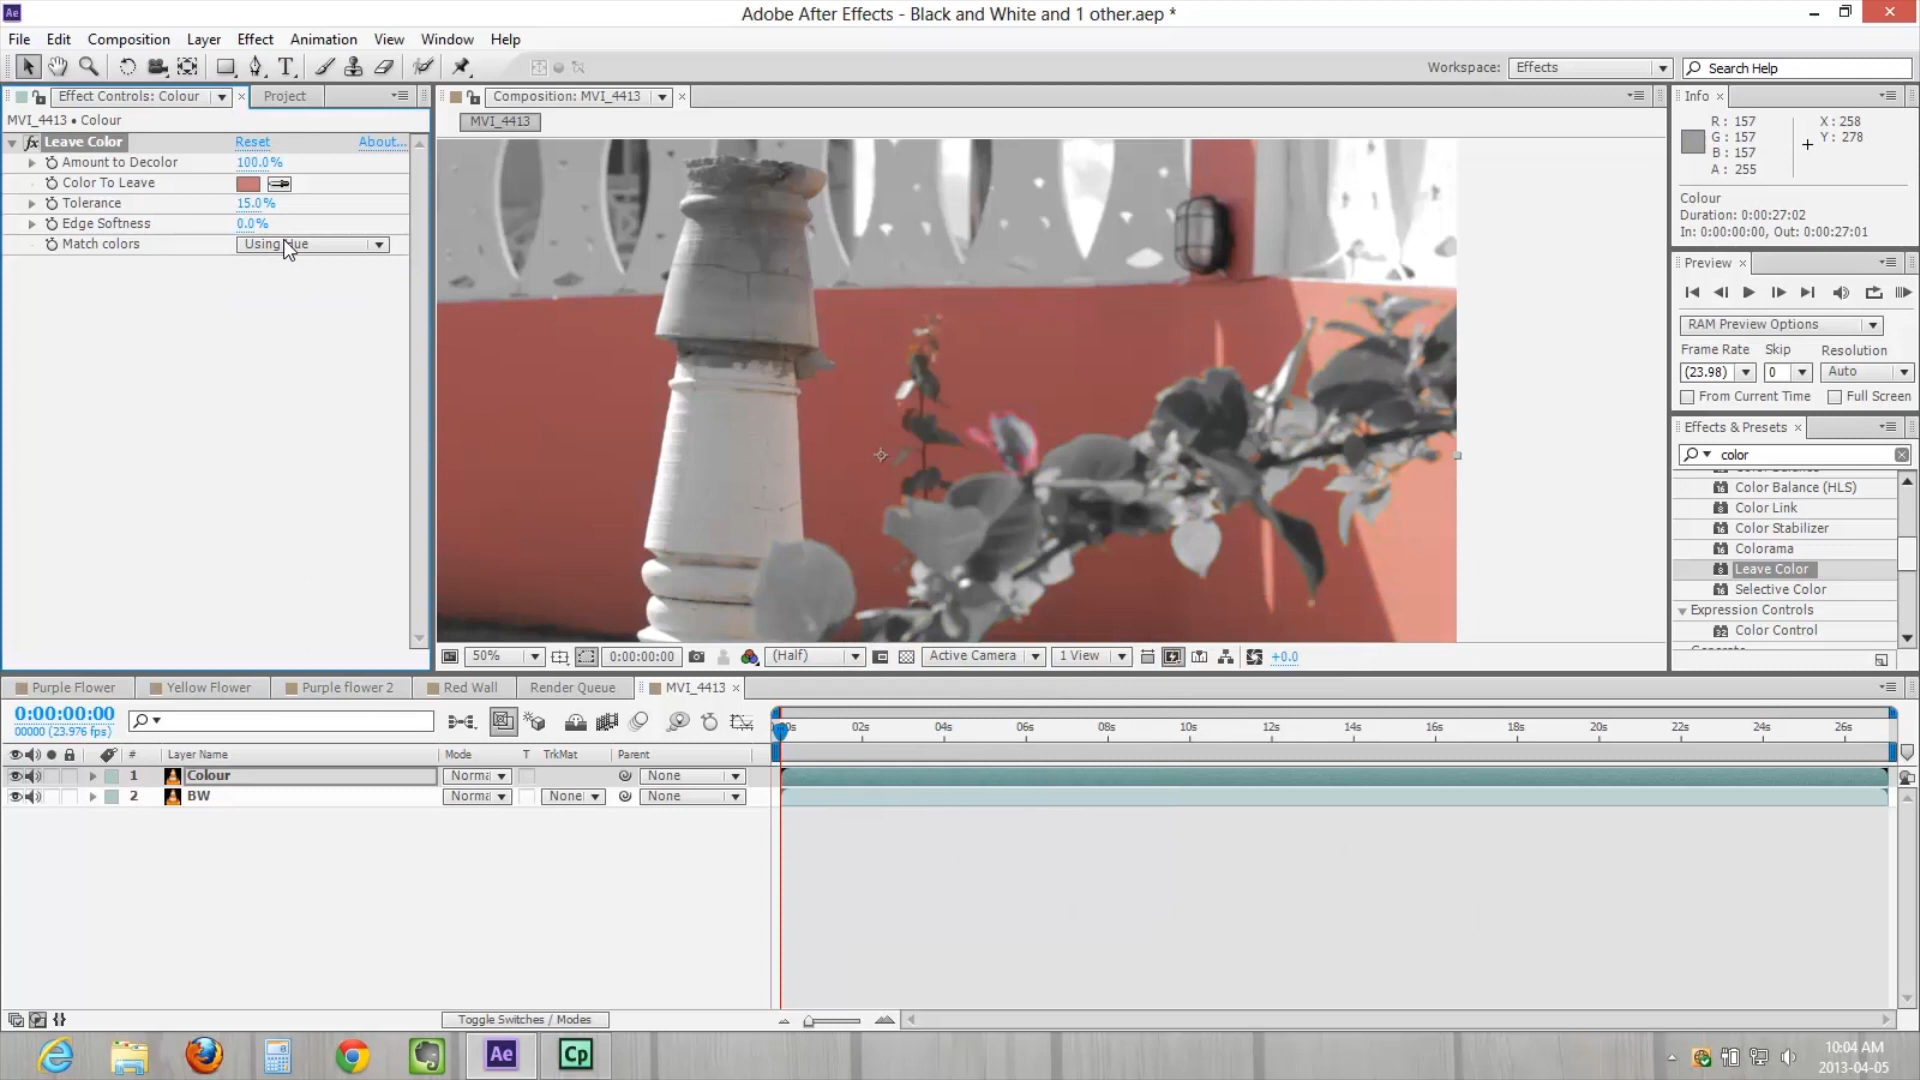 Ae
Adobe After Effects - Black and White and 1 other.aep *
File Edit Composition Layer Effect Animation View Window Help
Workspace: Effects
Search Help
Effect Controls: Colour
Project
MVI_4413 • Colour
fx Leave Color Reset About...
Amount to Decolor 100.0%
Color To Leave
Tolerance 15.0%
Edge Softness 0.0%
Match colors
Composition: MVI_4413
MVI_4413
50%
0:00:00:00
(Half)
Active Camera
1 View
+0.0
Info
R: 157
G: 157
B: 157
A: 255
X: 258
Y: 278
Colour
Duration: 0:00:27:02
In: 0:00:00:00, Out: 0:00:27:01
Preview
RAM Preview Options
Frame Rate Skip Resolution
(23.98) 0 Auto
From Current Time Full Screen
Effects & Presets
color
Color Balance (HLS)
Color Link
Color Stabilizer
Colorama
Leave Color
Selective Color
Expression Controls
Color Control
Purple Flower
Yellow Flower
Purple flower 2
Red Wall
Render Queue
MVI_4413
0:00:00:00
00000 (23.976 fps)
02s 04s 06s 08s 10s 12s 14s 16s 18s 20s 22s 24s 26s
# Layer Name Mode T TrkMat Parent
1 Colour None
2 BW None None
Toggle Switches / Modes
Ae
Cp
10:04 AM
2013-04-05